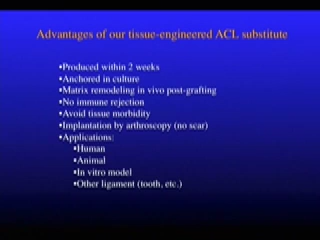 Advantages of our tissue-engineered ACL substitute
•Produced within 2 weeks
•Anchored in culture
•Matrix remodeling in vivo post-grafting
•No immune rejection
•Avoid tissue morbidity
•Implantation by arthroscopy (no scar)
•Applications:
•Human
•Animal
•In vitro model
•Other ligament (tooth, etc.)